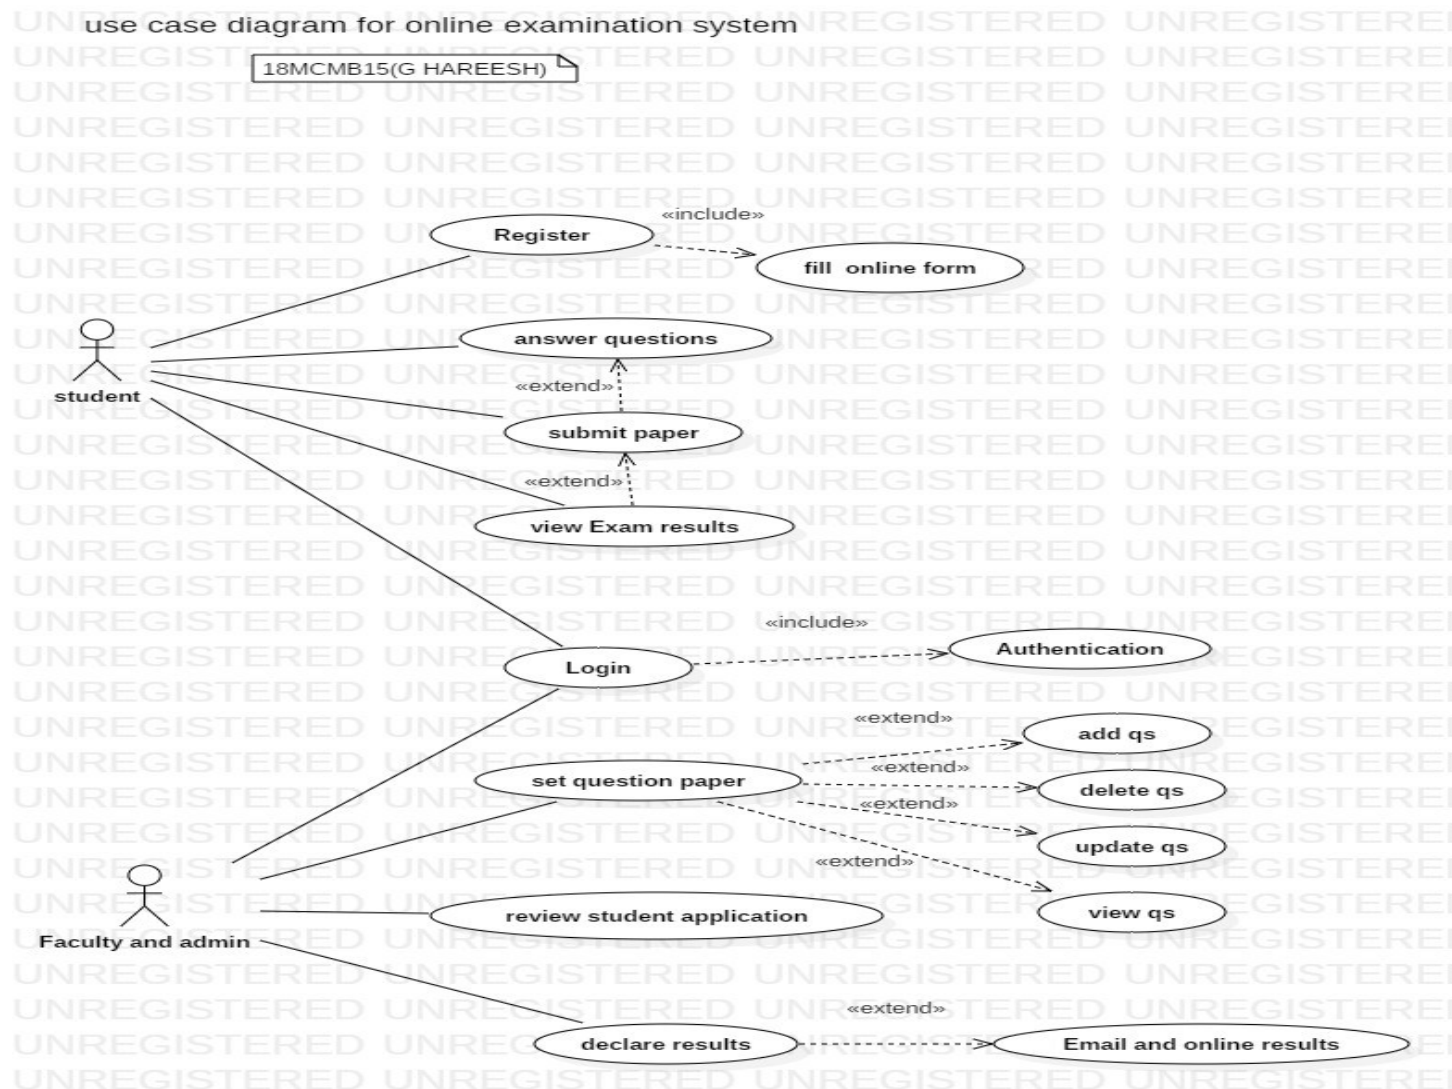 use case diagram for online examination system
18MCMB15(G HAREESH)
«include»
Register
fill online form
answer questions
«extend»
student
submit paper
«extend»
view Exam results
«include»
Authentication
Login
«extend»
add qs
«extend»
set question paper
delete qs
«extend»
update qs
«extend»
view qs
review student application
Faculty and admin
«extend»
declare results
Email and online results
UNREGISTERED